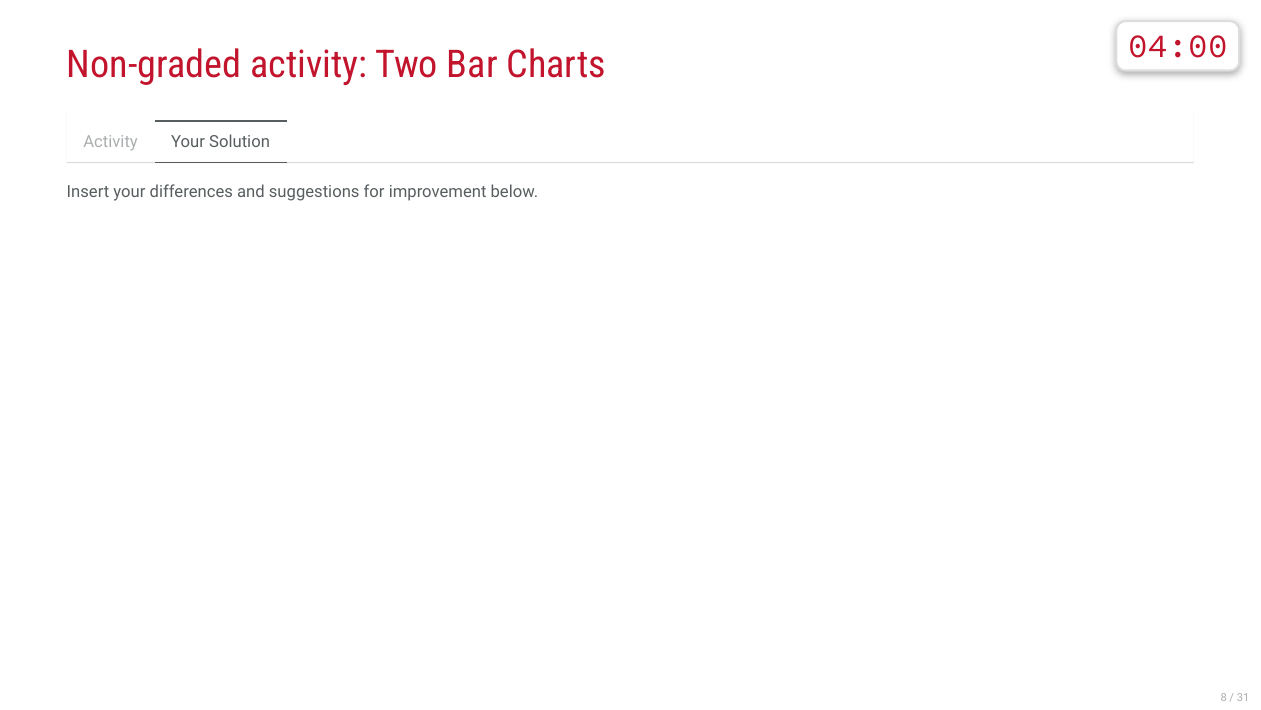 Non-graded activity: Two Bar Charts
04:00
Activity
Your Solution
Insert your differences and suggestions for improvement below.
8 / 31